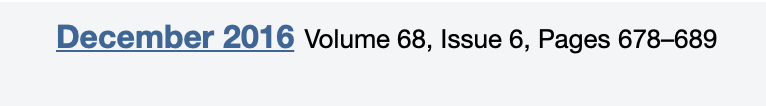 December 2016 Volume 68, Issue 6, Pages 678–689